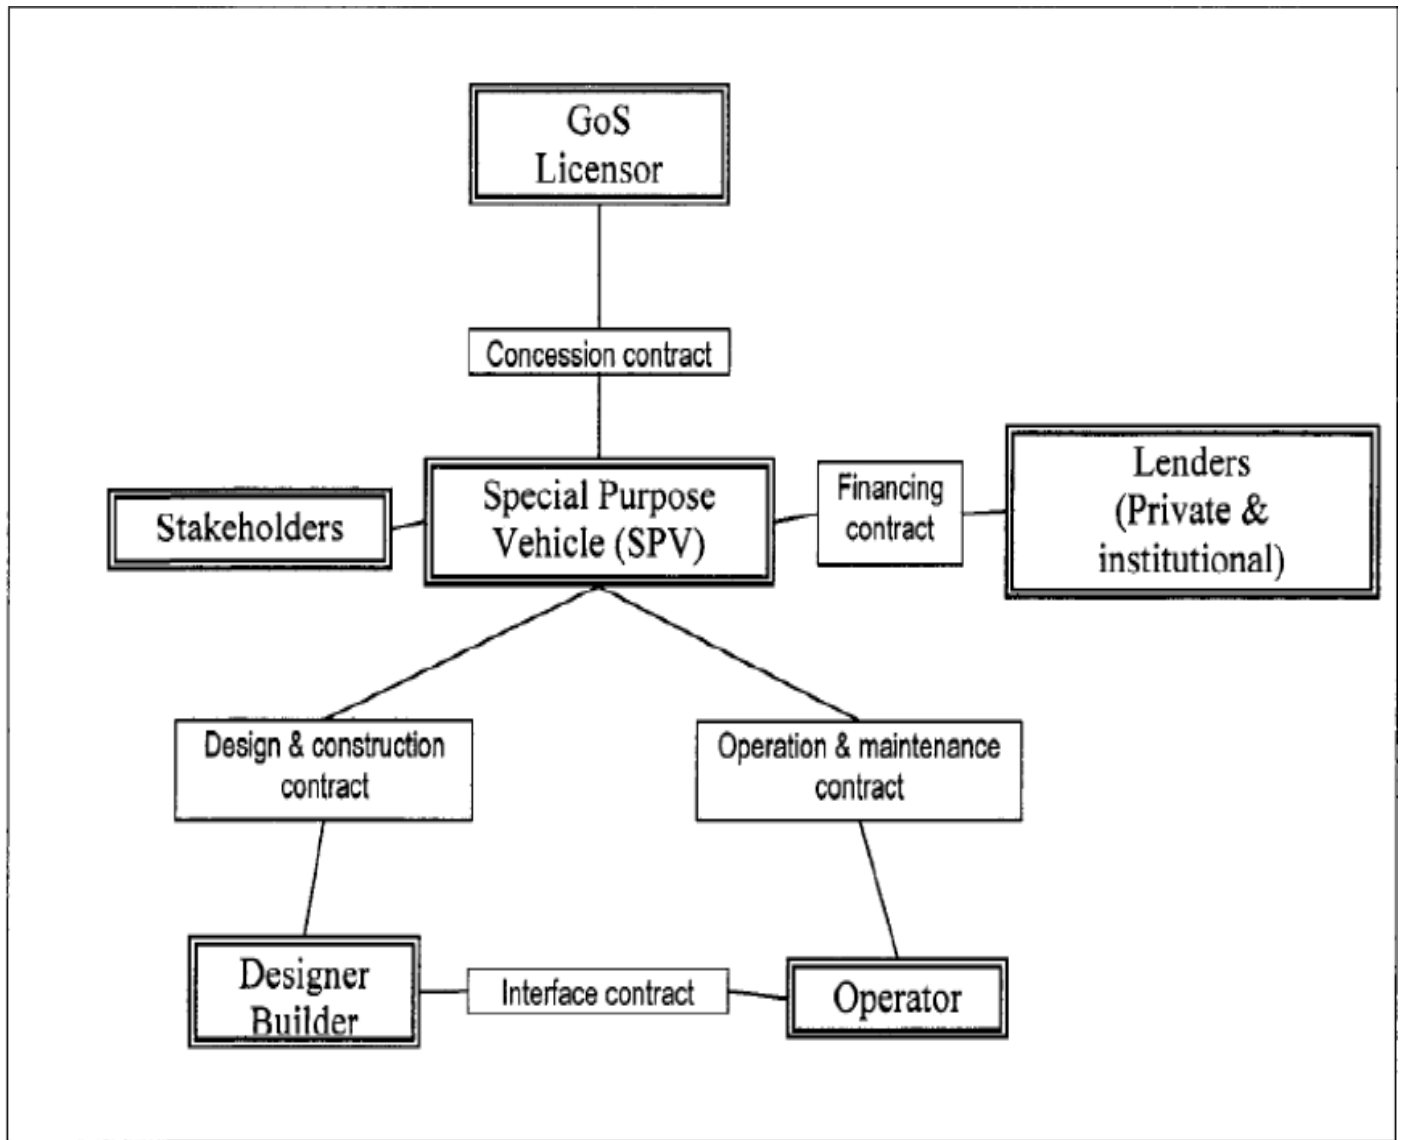 GoS
Licensor
Concession contract
Stakeholders
Special Purpose
Vehicle (SPV)
Financing
contract
Lenders
(Private &
institutional)
Design & construction
contract
Operation & maintenance
contract
Designer
Builder
Interface contract
Operator